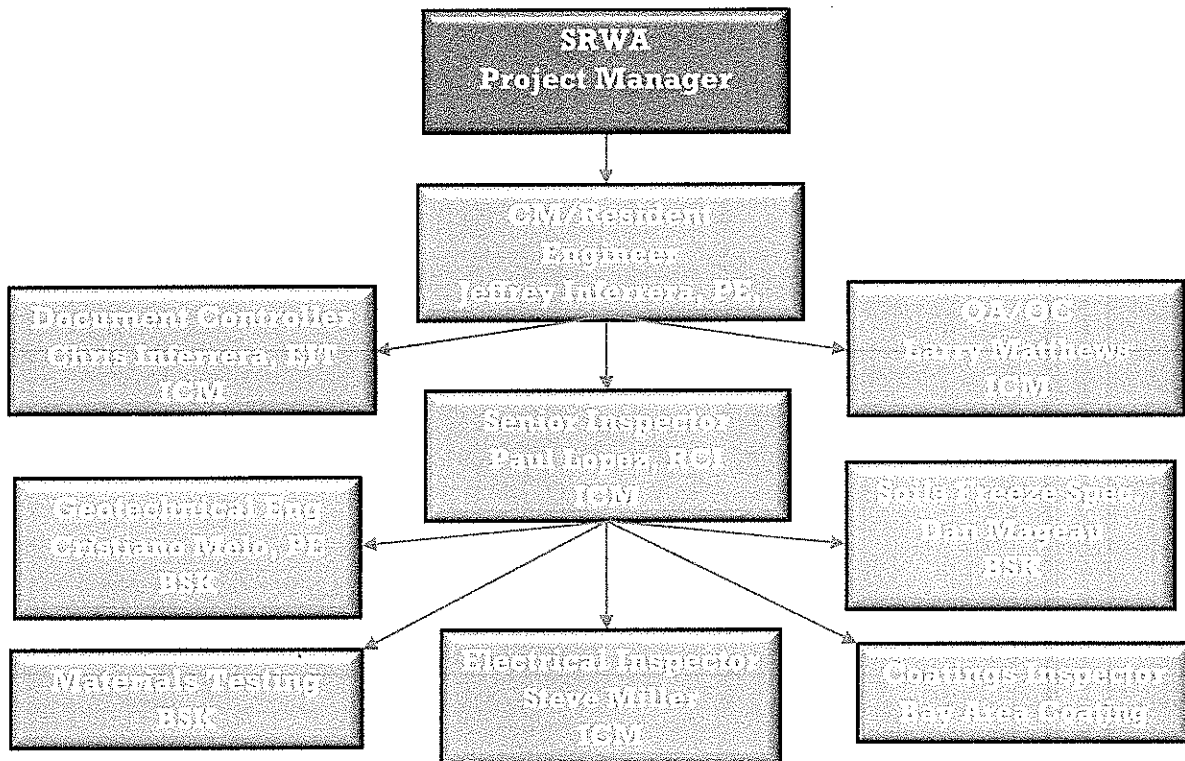 SRWA
Project Manager
CM/Resident
Engineer
Jeffrey Inferrera, PE
Document Controller
Chris Inferrera, EIT
ICM
QA/QC
Larry Matthews
ICM
Senior Inspector
Paul Lopez, RCI
ICM
Geotechnical Eng
Cristiano Melo, PE
BSK
Soils Freeze Spec.
Dan Mageau
BSK
Materials Testing
BSK
Electrical Inspector
Steve Miller
ICM
Coatings Inspector
Bay Area Coating